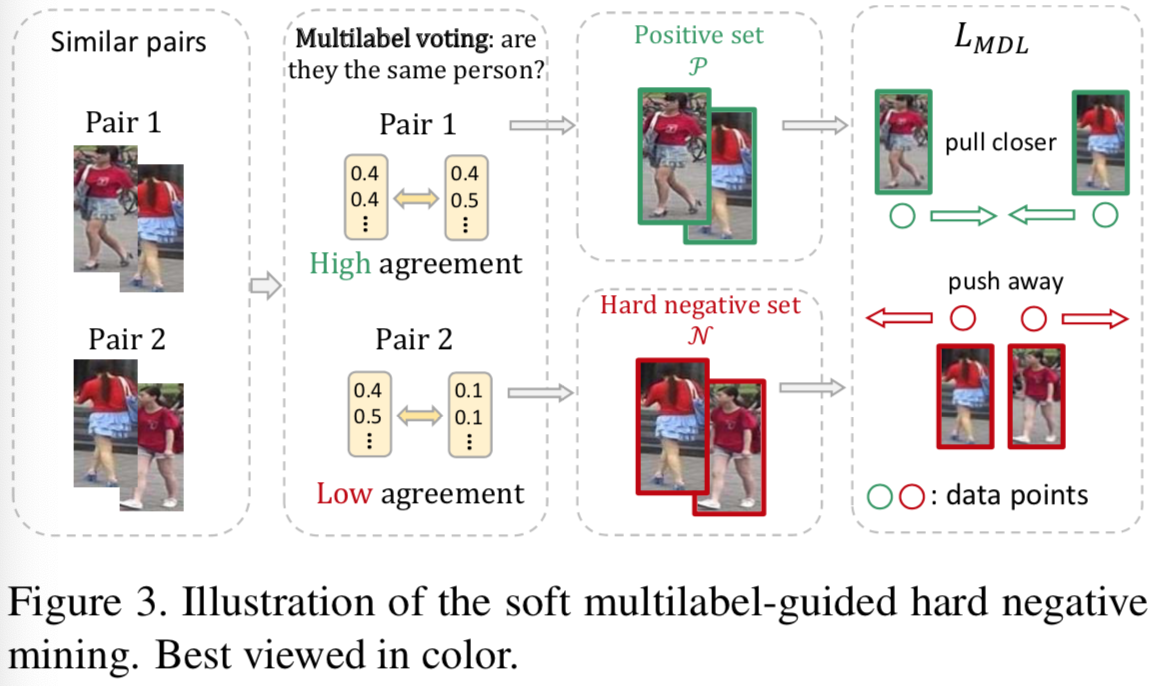 Similar pairs
Pair 1
Pair 2
Multilabel voting: are
they the same person?
Pair 1
0.4
0.4
⋮
0.4
0.5
⋮
High agreement
Pair 2
0.4
0.5
⋮
0.1
0.1
⋮
Low agreement
Positive set
𝒫
Hard negative set
𝒩
L_{MDL}
pull closer
push away
: data points
Figure 3. Illustration of the soft multilabel-guided hard negative
mining. Best viewed in color.